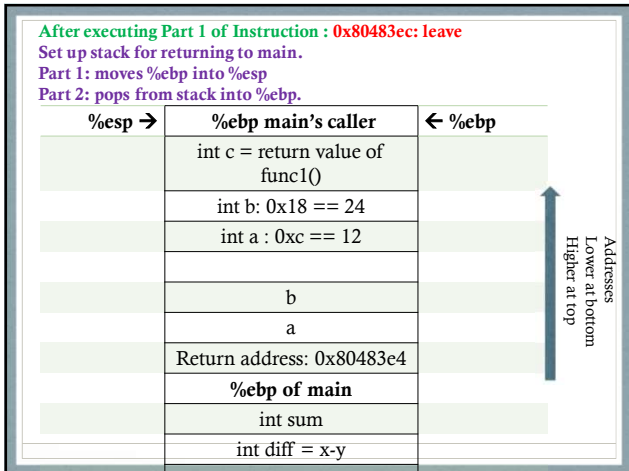 After executing Part 1 of Instruction : 0x80483ec: leave
Set up stack for returning to main.
Part 1: moves %ebp into %esp
Part 2: pops from stack into %ebp.
%esp → %ebp main's caller ← %ebp
int c = return value of
func1()
int b: 0x18 == 24
int a : 0xc == 12
b
a
Return address: 0x80483e4
%ebp of main
int sum
int diff = x-y
Addresses
Lower at bottom
Higher at top